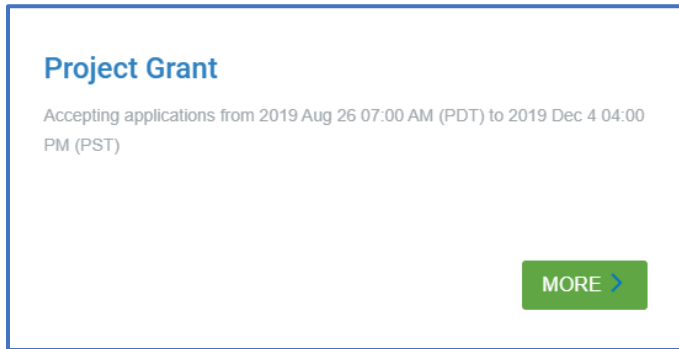 Project Grant
Accepting applications from 2019 Aug 26 07:00 AM (PDT) to 2019 Dec 4 04:00
PM (PST)
MORE